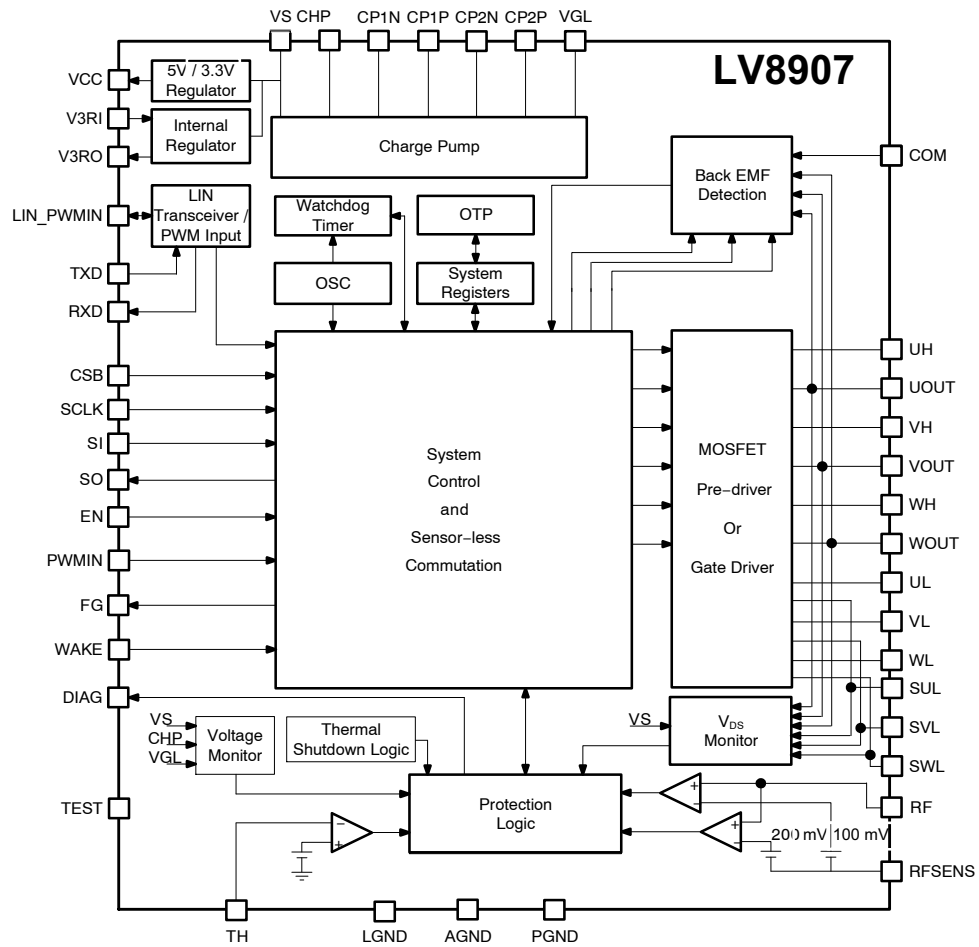 VS CHP CP1N CP1P CP2N CP2P VGL
LV8907
VCC
5V / 3.3V
Regulator
V3RI
Internal
Regulator
V3RO
Charge Pump
Back EMF
Detection
COM
LIN_PWMIN
LIN
Transceiver /
PWM Input
Watchdog
Timer
OTP
TXD
OSC
System
Registers
RXD
CSB
SCLK
SI
SO
EN
PWMIN
FG
WAKE
DIAG
System
Control
and
Sensor−less
Commutation
MOSFET
Pre−driver
Or
Gate Driver
UH
UOUT
VH
VOUT
WH
WOUT
UL
VL
WL
SUL
SVL
SWL
VS
CHP
VGL
Voltage
Monitor
Thermal
Shutdown Logic
VS
VDS
Monitor
TEST
Protection
Logic
+
−
RF
−
+
+
−
200 mV 100 mV
RFSENS
TH
LGND
AGND
PGND